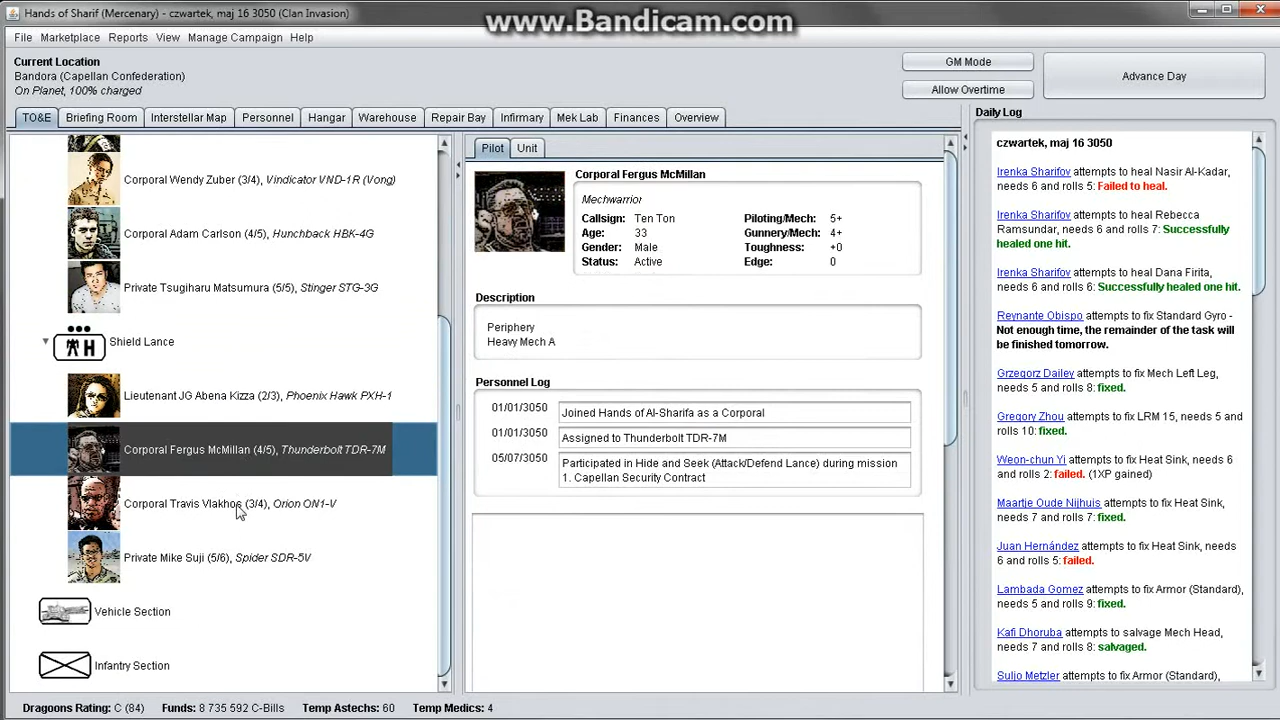 Hands of Sharif (Mercenary) - czwartek, maj 16 3050 (Clan Invasion)
www.Bandicam.com
File Marketplace Reports View Manage Campaign Help
Current Location
Bandora (Capellan Confederation)
On Planet, 100% charged
GM Mode
Allow Overtime
Advance Day
TO&E Briefing Room Interstellar Map Personnel Hangar Warehouse Repair Bay Infirmary Mek Lab Finances Overview
Corporal Wendy Zuber (3/4), Vindicator VND-1R (Vong)
Corporal Adam Carlson (4/5), Hunchback HBK-4G
Private Tsugiharu Matsumura (5/5), Stinger STG-3G
Shield Lance
Lieutenant JG Abena Kizza (2/3), Phoenix Hawk PXH-1
Corporal Fergus McMillan (4/5), Thunderbolt TDR-7M
Corporal Travis Vlakhos (3/4), Orion ON1-V
Private Mike Suji (5/6), Spider SDR-5V
Vehicle Section
Infantry Section
Pilot Unit
Corporal Fergus McMillan
Mechwarrior
Callsign: Ten Ton Piloting/Mech: 5+
Age: 33 Gunnery/Mech: 4+
Gender: Male Toughness: +0
Status: Active Edge: 0
Description
Periphery
Heavy Mech A
Personnel Log
01/01/3050 Joined Hands of Al-Sharifa as a Corporal
01/01/3050 Assigned to Thunderbolt TDR-7M
05/07/3050 Participated in Hide and Seek (Attack/Defend Lance) during mission
1. Capellan Security Contract
Daily Log
czwartek, maj 16 3050
Irenka Sharifov attempts to heal Nasir Al-Kadar,
needs 6 and rolls 5: Failed to heal.
Irenka Sharifov attempts to heal Rebecca
Ramsundar, needs 6 and rolls 7: Successfully
healed one hit.
Irenka Sharifov attempts to heal Dana Firita,
needs 6 and rolls 6: Successfully healed one hit.
Reynante Obispo attempts to fix Standard Gyro -
Not enough time, the remainder of the task will
be finished tomorrow.
Grzegorz Dailey attempts to fix Mech Left Leg,
needs 5 and rolls 8: fixed.
Gregory Zhou attempts to fix LRM 15, needs 5 and
rolls 10: fixed.
Weon-chun Yi attempts to fix Heat Sink, needs 6
and rolls 2: failed. (1XP gained)
Maartje Oude Nijhuis attempts to fix Heat Sink,
needs 7 and rolls 7: fixed.
Juan Hernández attempts to fix Heat Sink, needs
6 and rolls 5: failed.
Lambada Gomez attempts to fix Armor (Standard),
needs 5 and rolls 9: fixed.
Kafi Dhoruba attempts to salvage Mech Head,
needs 7 and rolls 8: salvaged.
Suljo Metzler attempts to fix Armor (Standard),
Dragoons Rating: C (84) Funds: 8 735 592 C-Bills Temp Astechs: 60 Temp Medics: 4